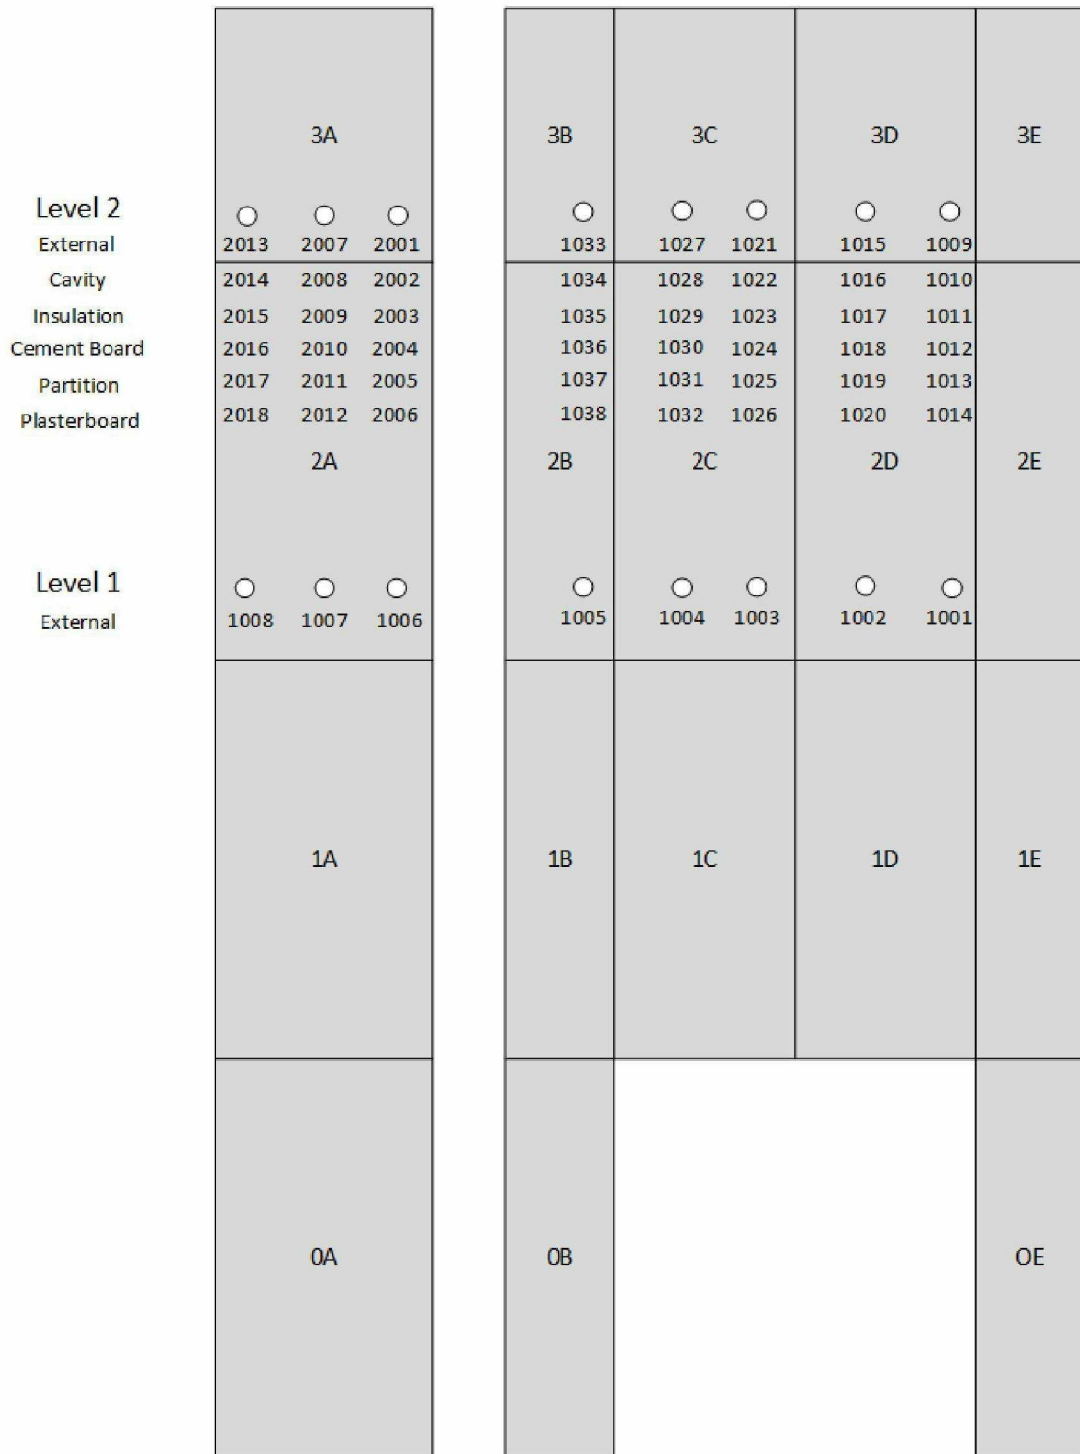 3A 3B 3C 3D 3E
Level 2
External 2013 2007 2001 1033 1027 1021 1015 1009
Cavity 2014 2008 2002 1034 1028 1022 1016 1010
Insulation 2015 2009 2003 1035 1029 1023 1017 1011
Cement Board 2016 2010 2004 1036 1030 1024 1018 1012
Partition 2017 2011 2005 1037 1031 1025 1019 1013
Plasterboard 2018 2012 2006 1038 1032 1026 1020 1014
2A 2B 2C 2D 2E
Level 1
External 1008 1007 1006 1005 1004 1003 1002 1001
1A 1B 1C 1D 1E
0A 0B OE